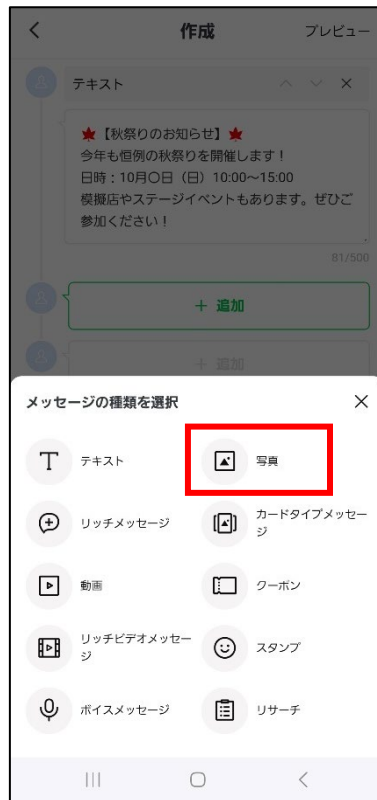 作成 プレビュー
テキスト
【秋祭りのお知らせ】
今年も恒例の秋祭りを開催します！
日時：10月〇日（日）10:00～15:00
模擬店やステージイベントもあります。ぜひご
参加ください！
81/500
＋ 追加
＋ 追加
メッセージの種類を選択
テキスト
写真
リッチメッセージ
カードタイプメッセー
ジ
動画
クーポン
リッチビデオメッセー
ジ
スタンプ
ボイスメッセージ
リサーチ